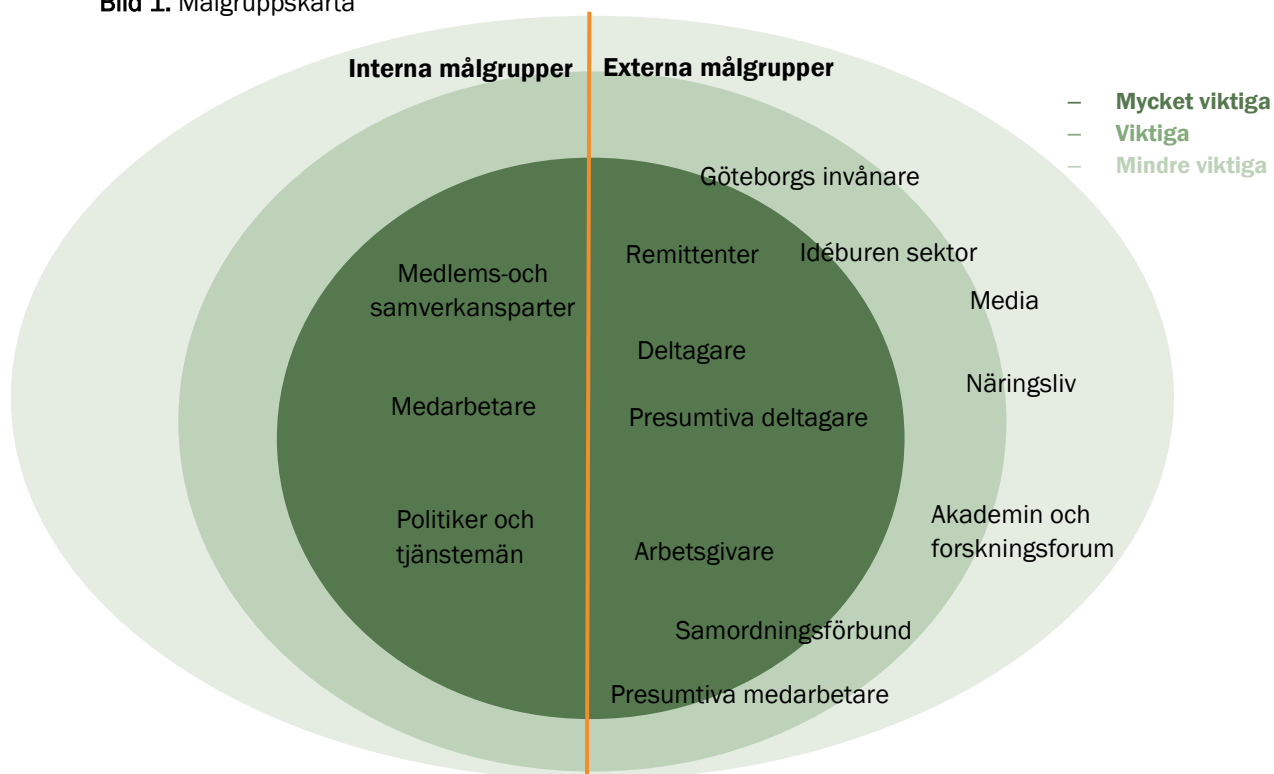 Bild 1. Målgruppskarta
Interna målgrupper
Externa målgrupper
– Mycket viktiga
– Viktiga
– Mindre viktiga
Göteborgs invånare
Remittenter
Idéburen sektor
Medlems-och
samverkansparter
Media
Deltagare
Näringsliv
Medarbetare
Presumtiva deltagare
Politiker och
tjänstemän
Akademin och
forskningsforum
Arbetsgivare
Samordningsförbund
Presumtiva medarbetare